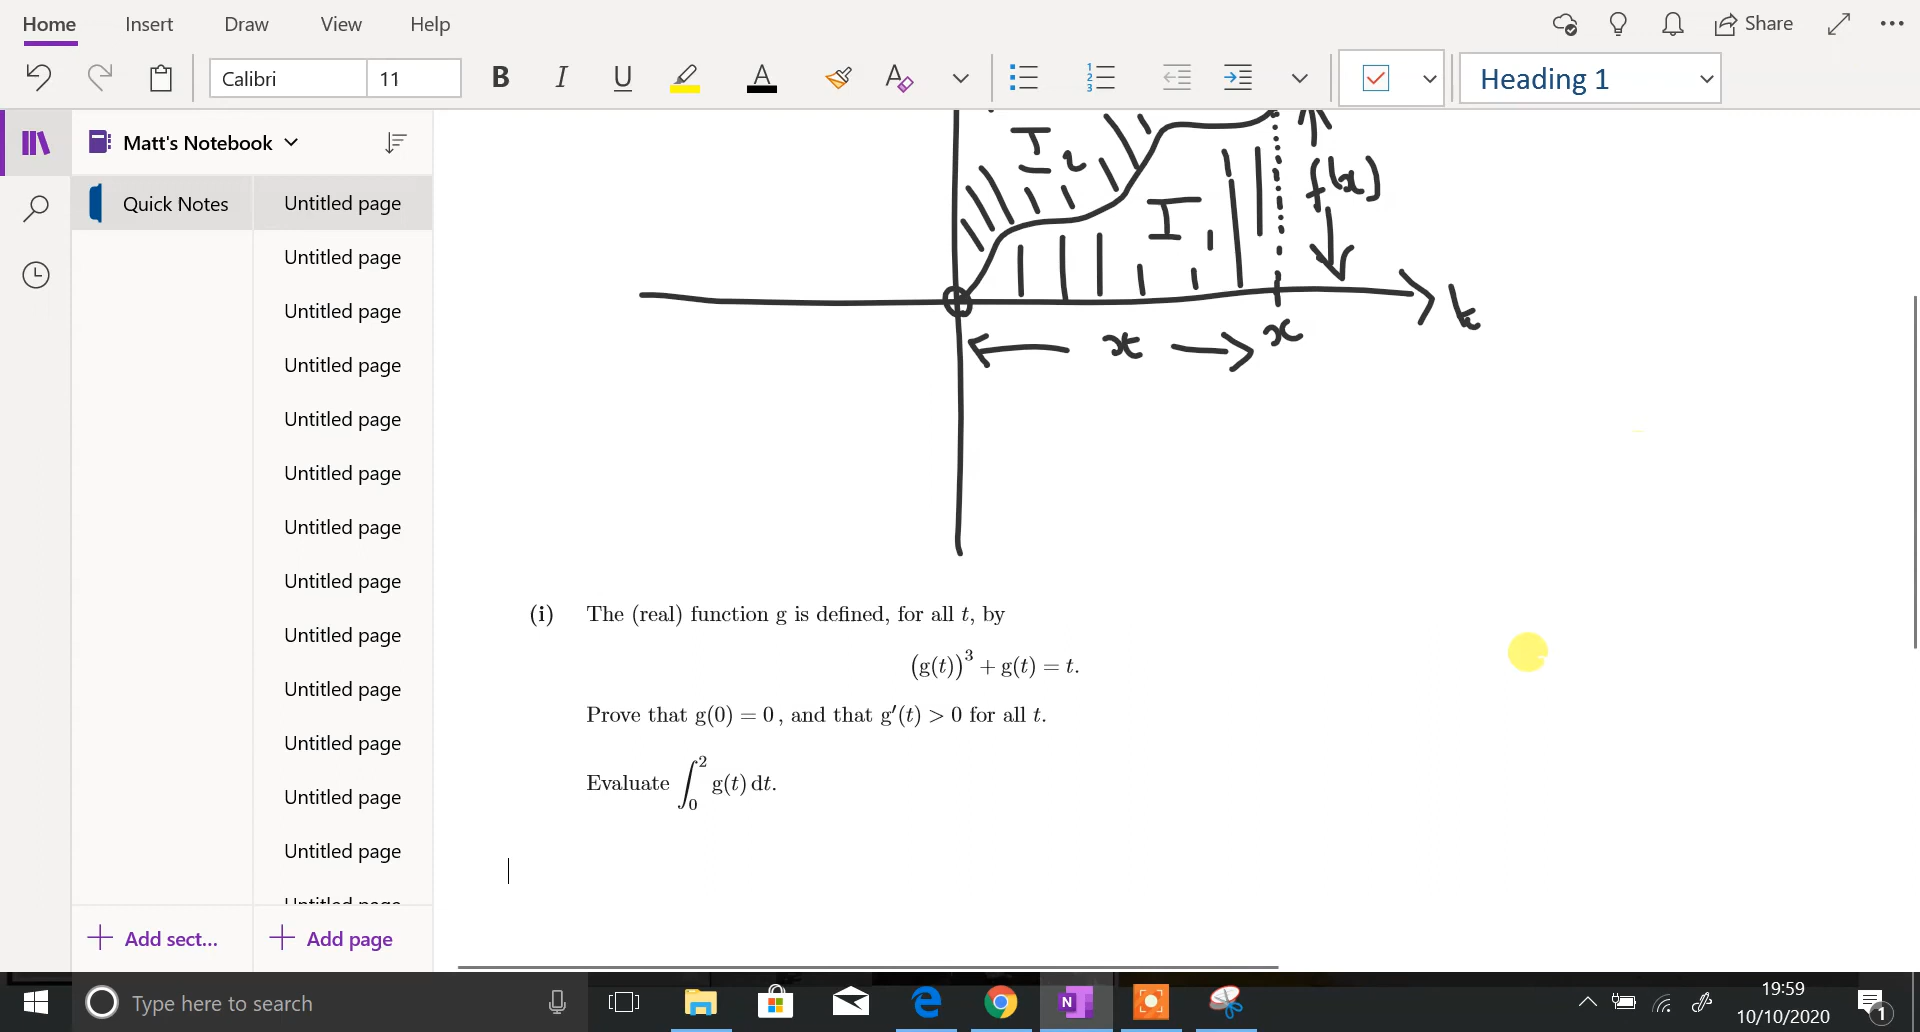 Home Insert Draw View Help Share
Calibri 11 B I U A A Heading 1
Matt's Notebook
Quick Notes
Untitled page
Untitled page
Untitled page
Untitled page
Untitled page
Untitled page
Untitled page
Untitled page
Untitled page
Untitled page
Untitled page
Untitled page
Untitled page
Add sect...
Add page
I₂
I₁
f(x)
t
x
x
(i) The (real) function g is defined, for all t, by
(g(t))³ + g(t) = t.
Prove that g(0) = 0, and that g′(t) > 0 for all t.
Evaluate ∫₀² g(t) dt.
Type here to search
19:59
10/10/2020
1